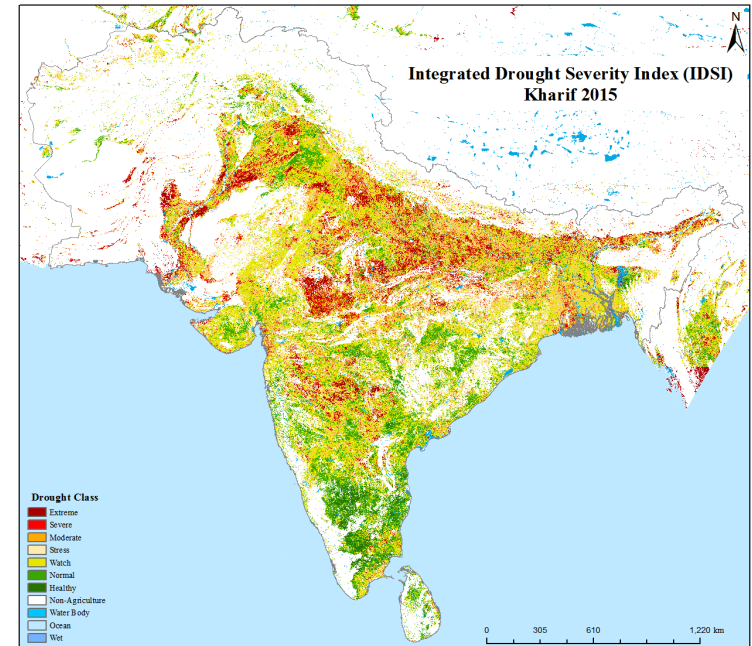 N
Integrated Drought Severity Index (IDSI)
Kharif 2015
Drought Class
Extreme
Severe
Moderate
Stress
Watch
Normal
Healthy
Non-Agriculture
Water Body
Ocean
Wet
0 305 610 1,220 km